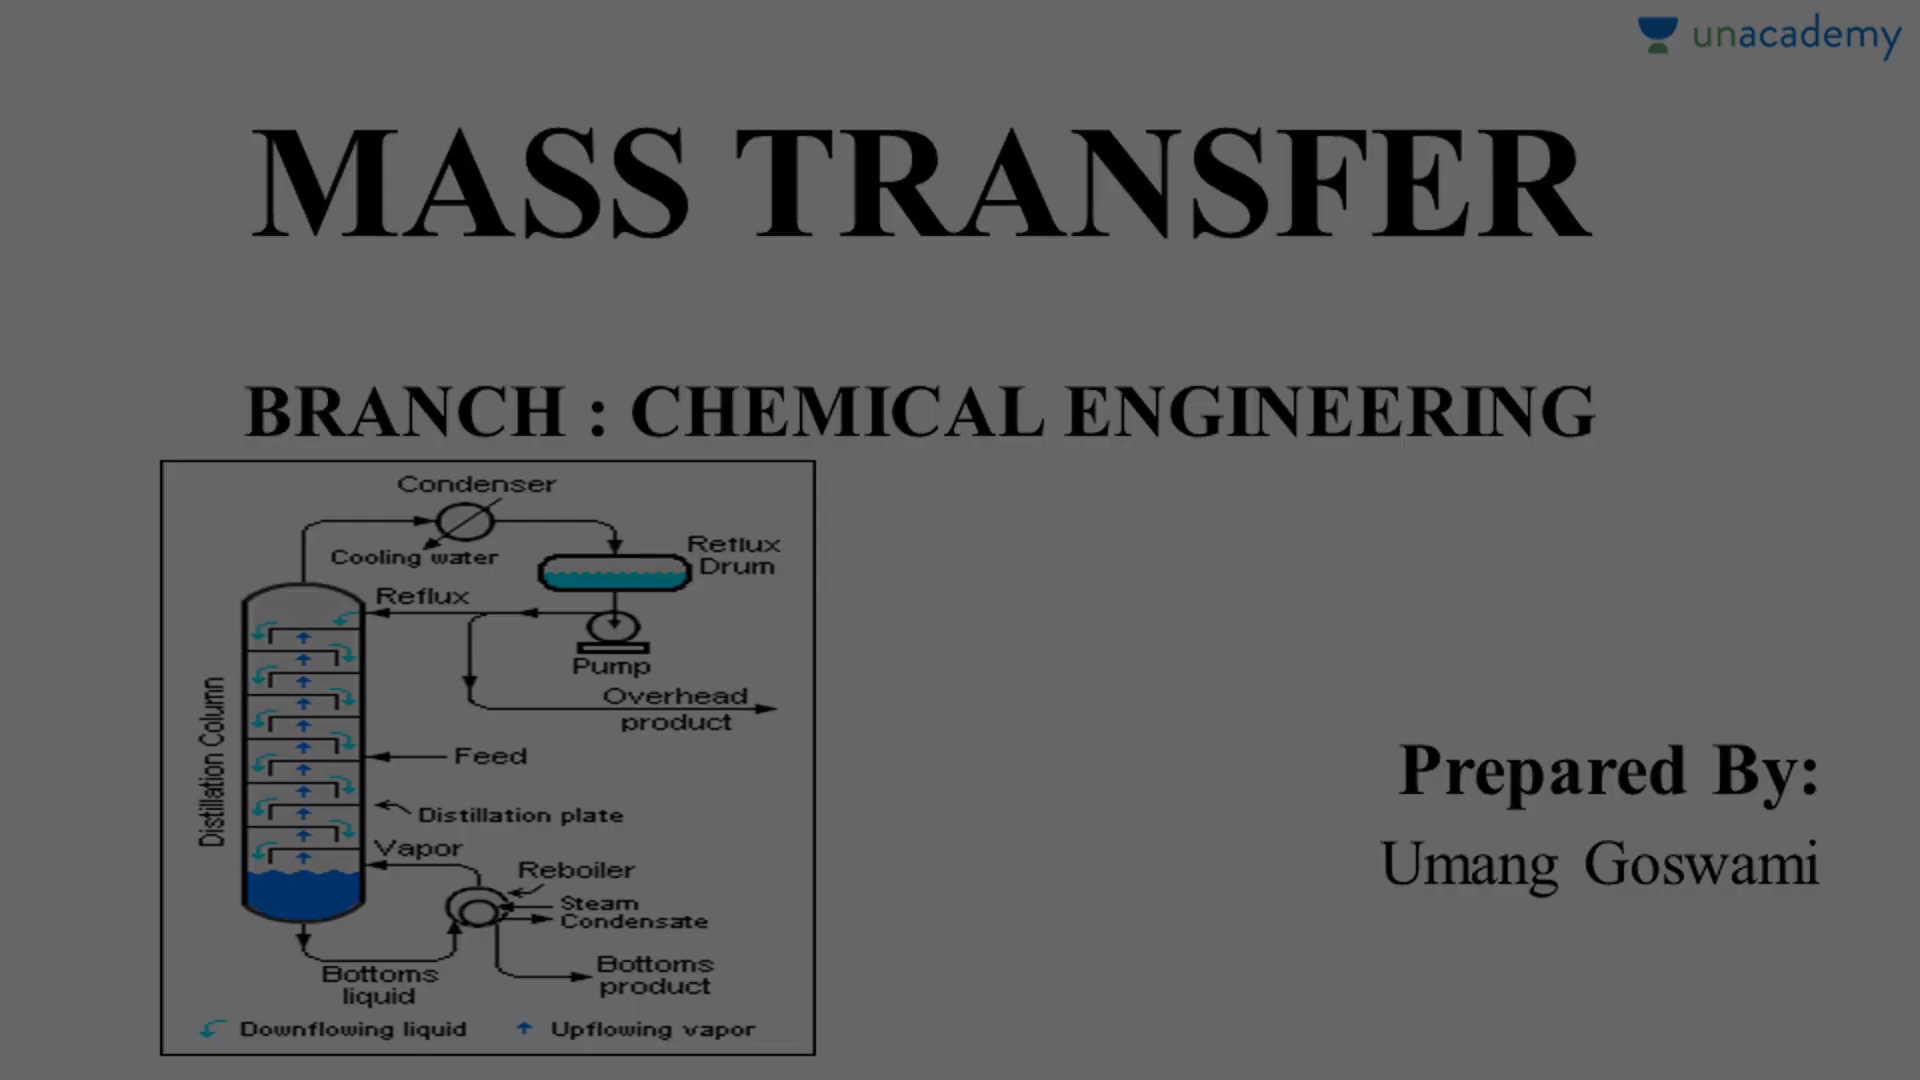 unacademy
MASS TRANSFER
BRANCH : CHEMICAL ENGINEERING
Condenser
Cooling water
Reflux
Drum
Reflux
Pump
Overhead
product
Distillation Column
Feed
Distillation plate
Vapor
Reboiler
Steam
Condensate
Bottoms
liquid
Bottoms
product
Downflowing liquid
Upflowing vapor
Prepared By:
Umang Goswami